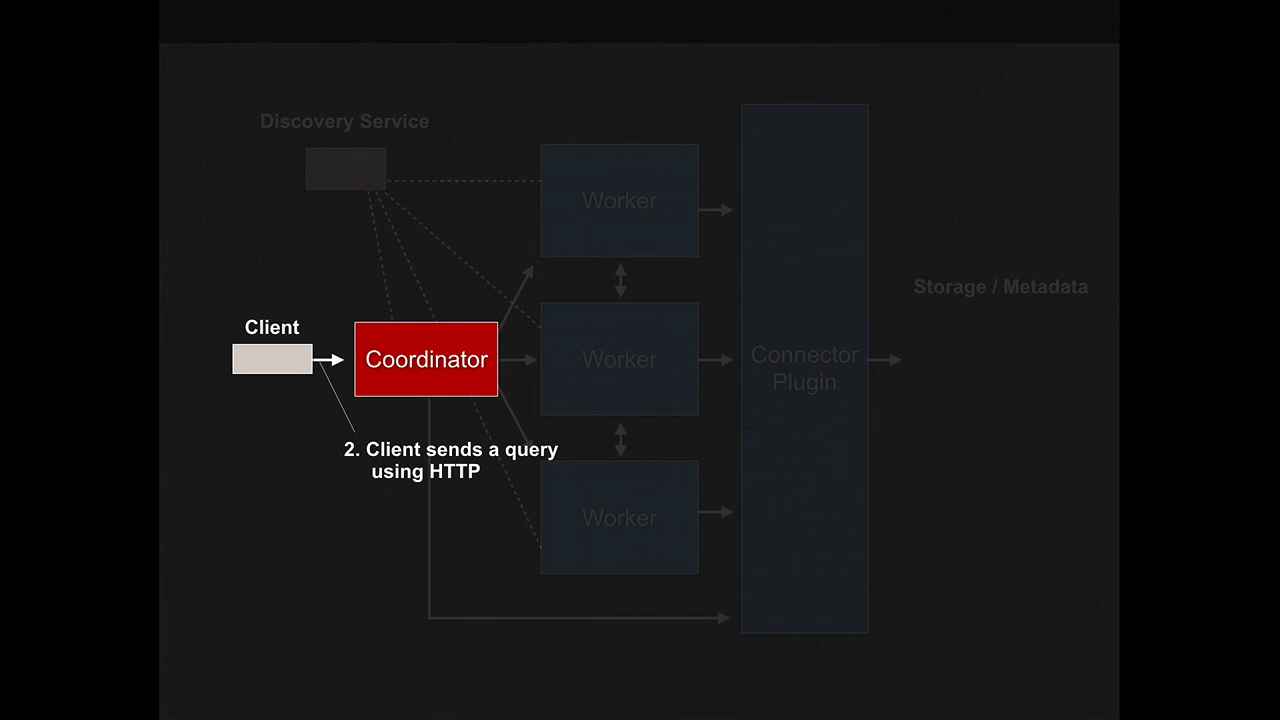 Discovery Service
Worker
Storage / Metadata
Client
Coordinator
Worker
Connector
Plugin
2. Client sends a query
using HTTP
Worker